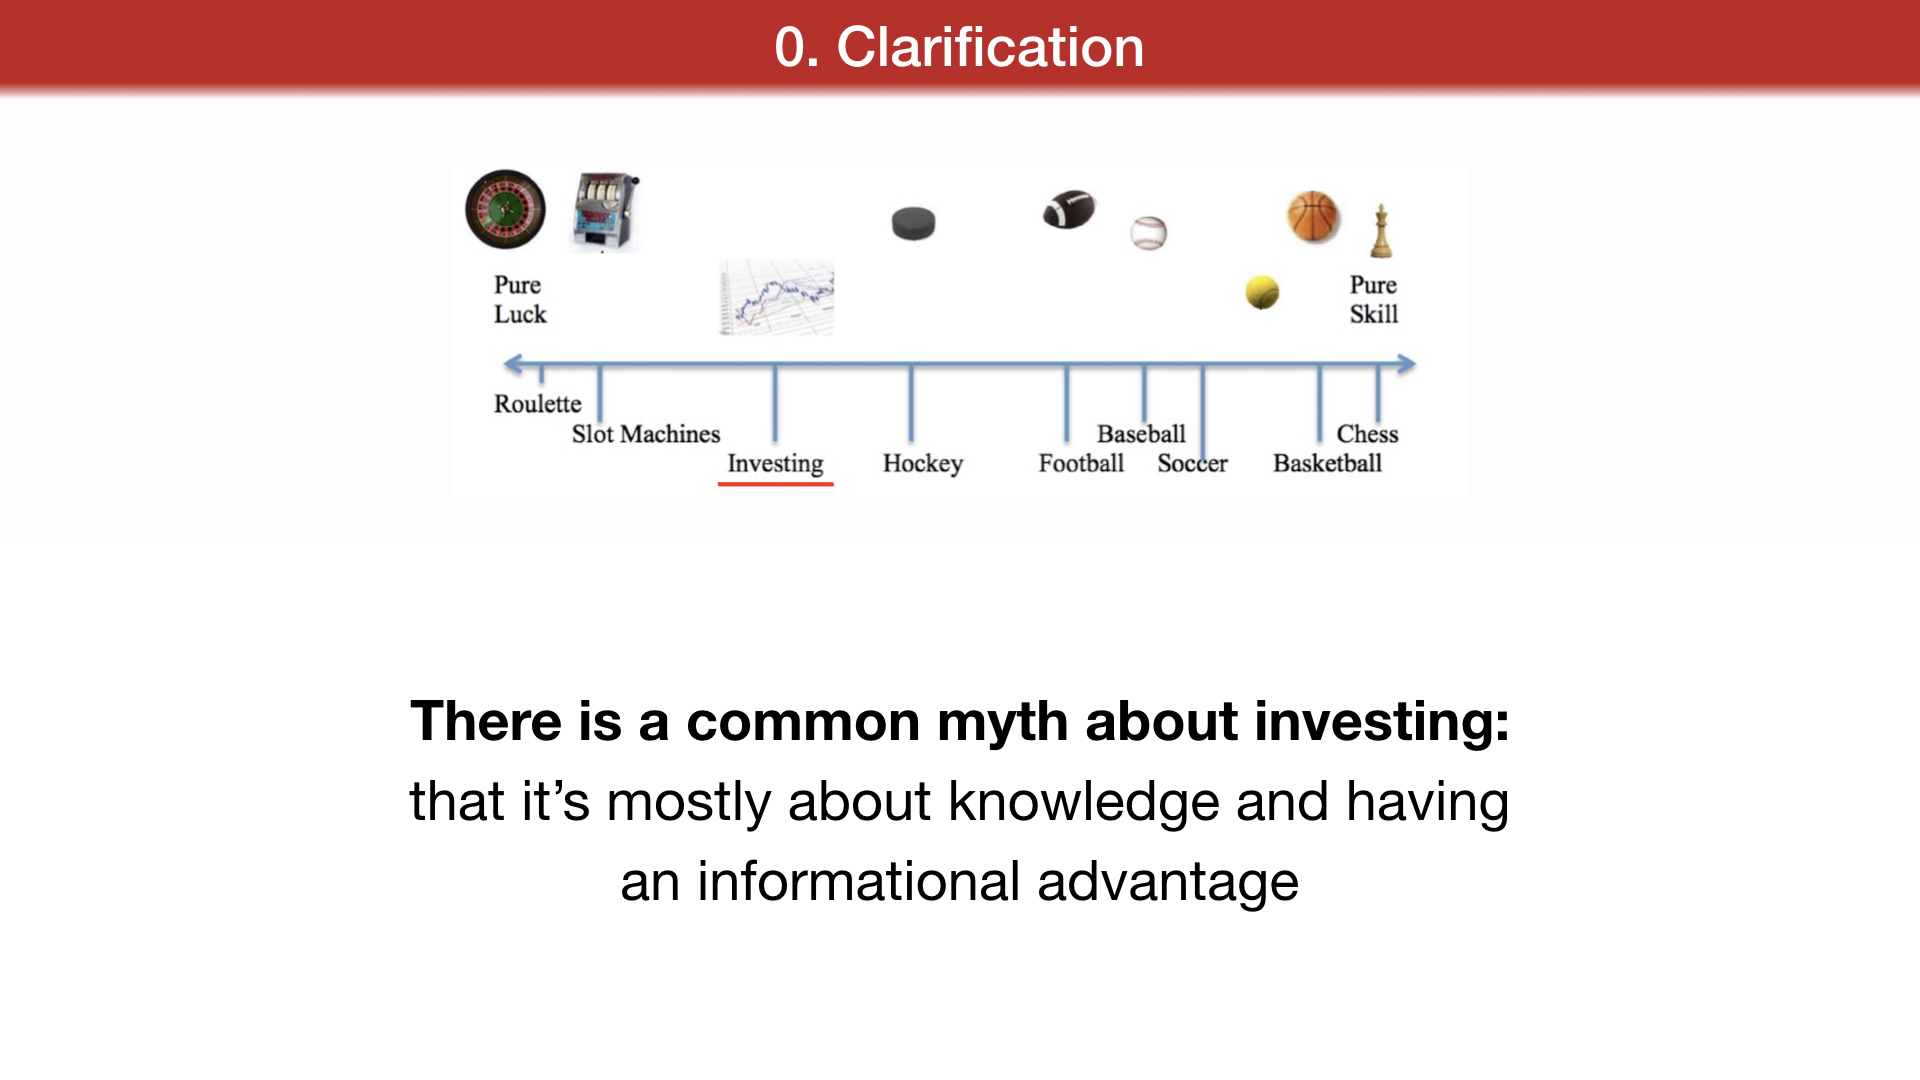 0. Clarification
Pure
Luck
Pure
Skill
Roulette
Slot Machines
Baseball
Chess
Investing
Hockey
Football
Soccer
Basketball
There is a common myth about investing:
that it’s mostly about knowledge and having
an informational advantage